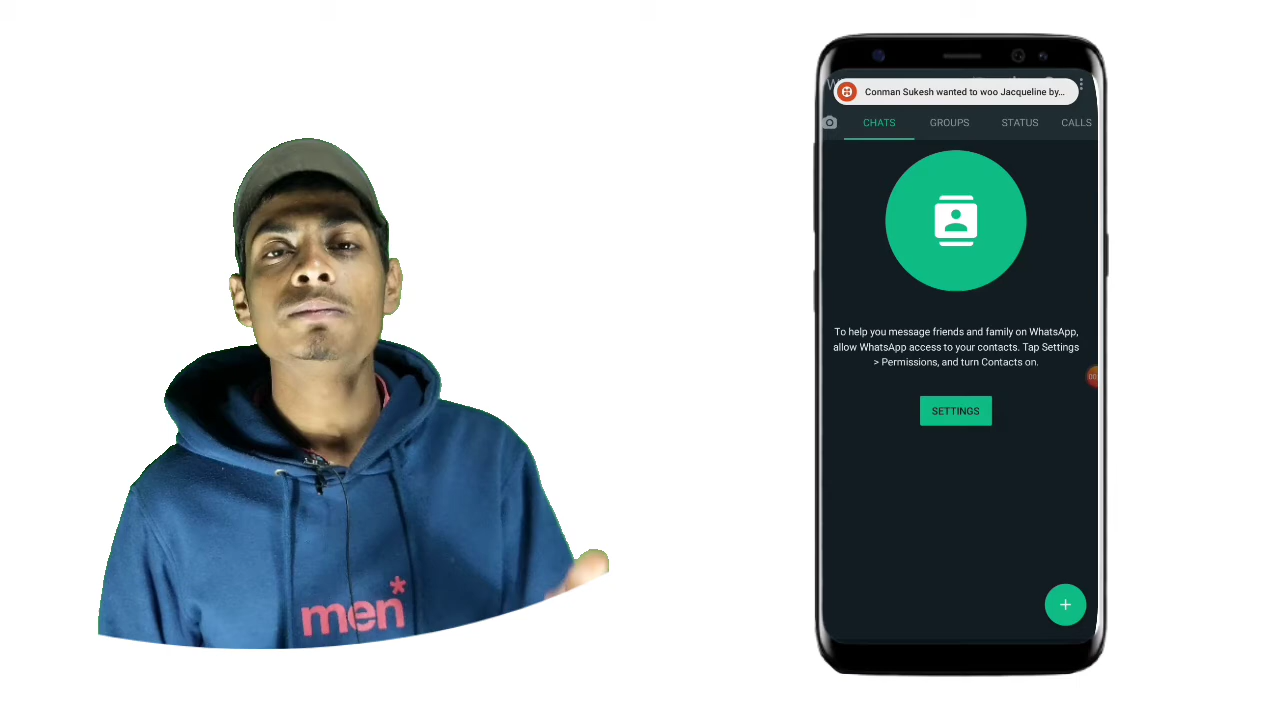 Conman Sukesh wanted to woo Jacqueline by...
CHATS GROUPS STATUS CALLS
To help you message friends and family on WhatsApp,
allow WhatsApp access to your contacts. Tap Settings
> Permissions, and turn Contacts on.
SETTINGS
men*